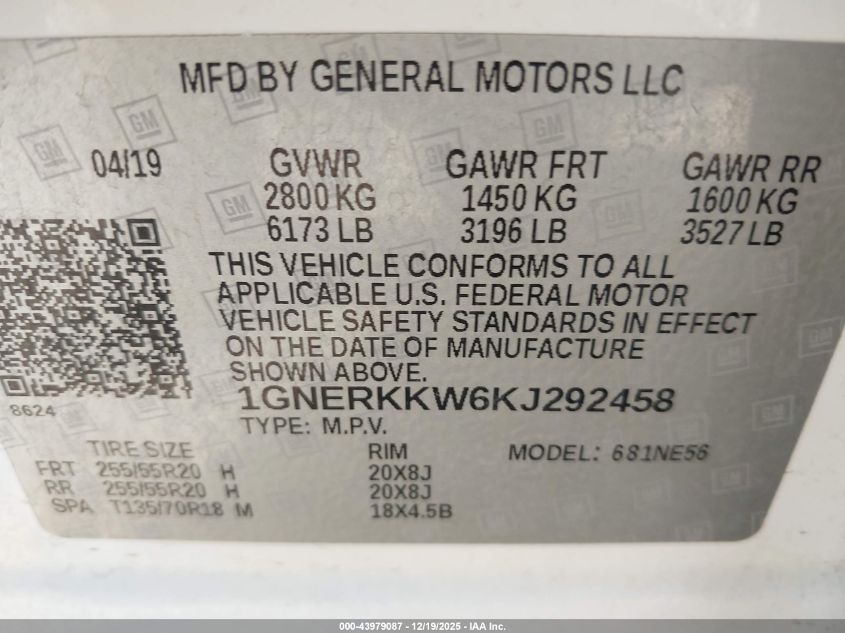 MFD BY GENERAL MOTORS LLC
04/19 GVWR GAWR FRT GAWR RR
2800 KG 1450 KG 1600 KG
6173 LB 3196 LB 3527 LB
THIS VEHICLE CONFORMS TO ALL
APPLICABLE U.S. FEDERAL MOTOR
VEHICLE SAFETY STANDARDS IN EFFECT
ON THE DATE OF MANUFACTURE
SHOWN ABOVE.
1GNERKKW6KJ292458
8624
TYPE: M.P.V.
TIRE SIZE RIM MODEL: 681NE56
FRT 255/55R20 H 20X8J
RR 255/55R20 H 20X8J
SPA T135/70R18 M 18X4.5B
000-43979087 - 12/19/2025 - IAA Inc.